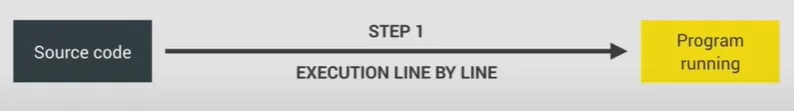 Source code
STEP 1
EXECUTION LINE BY LINE
Program
running